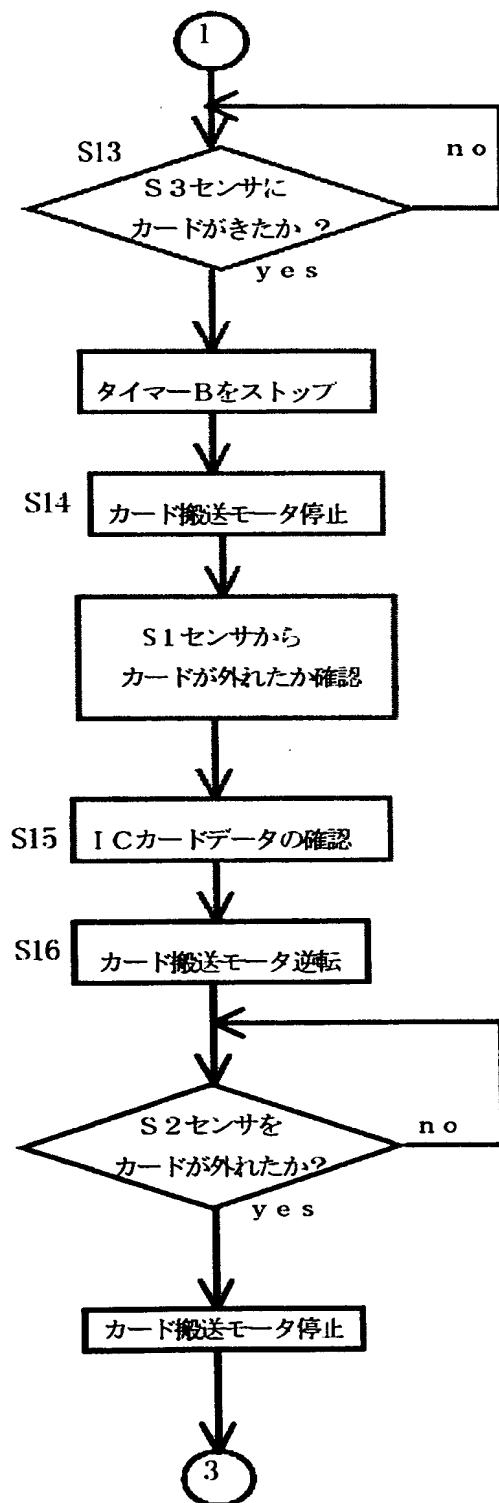 1
S13
no
S3センサに
カードがきたか？
yes
タイマーBをストップ
S14
カード搬送モータ停止
S1センサから
カードが外れたか確認
S15
ICカードデータの確認
S16
カード搬送モータ逆転
S2センサを
カードが外れたか?
no
yes
カード搬送モータ停止
3